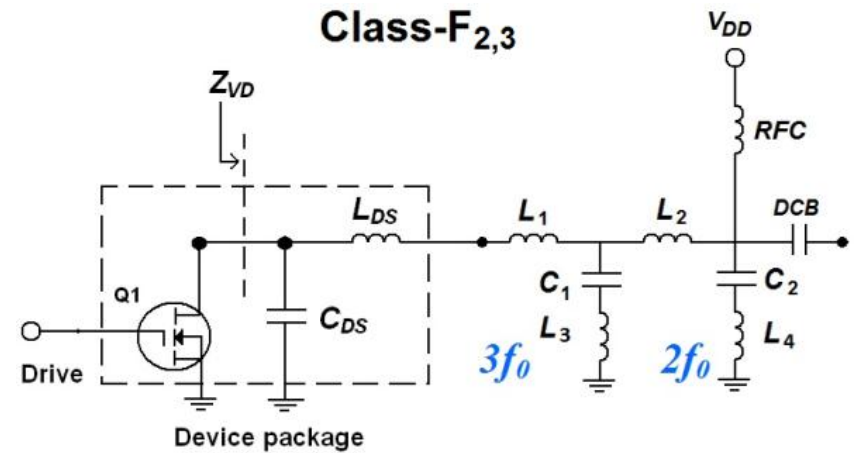 Class-F2,3
VDD
ZVD
RFC
LDS
L1
L2
DCB
Q1
CDS
C1
C2
L3
L4
3f0
2f0
Drive
Device package